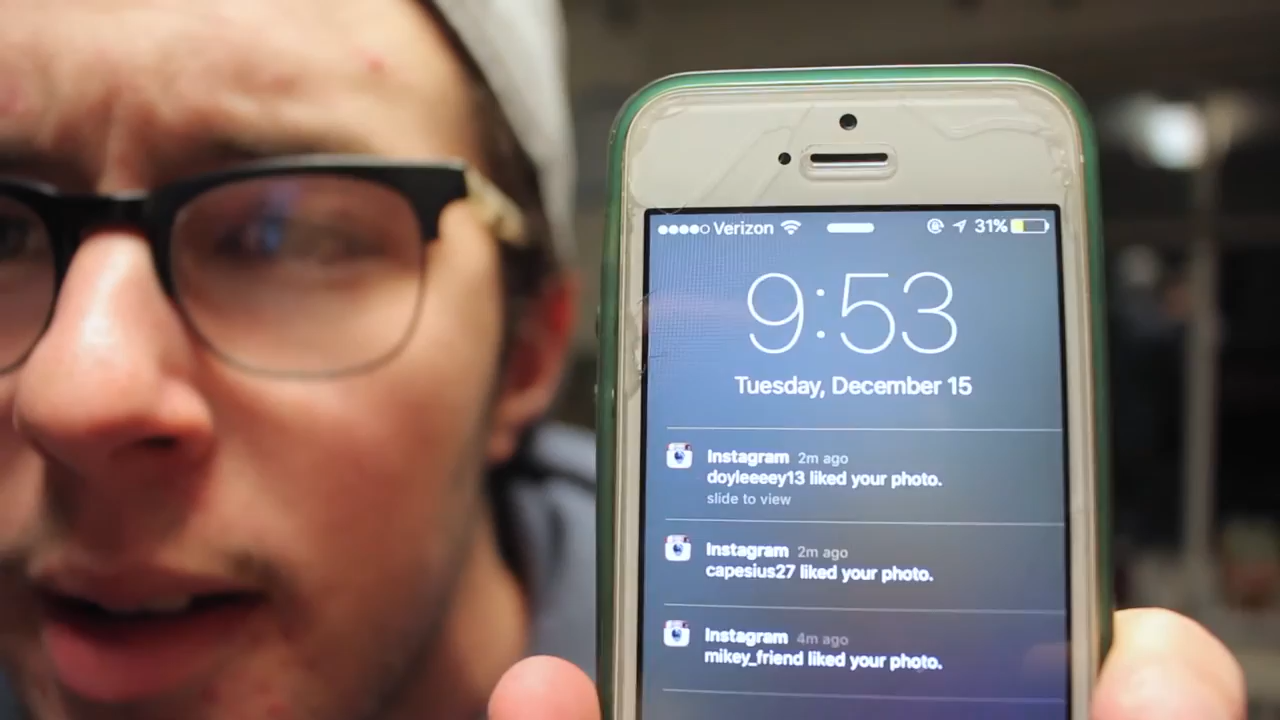 Verizon 31%
9:53
Tuesday, December 15
Instagram 2m ago
doyleeeey13 liked your photo.
slide to view
Instagram 2m ago
capesius27 liked your photo.
Instagram 4m ago
mikey_friend liked your photo.